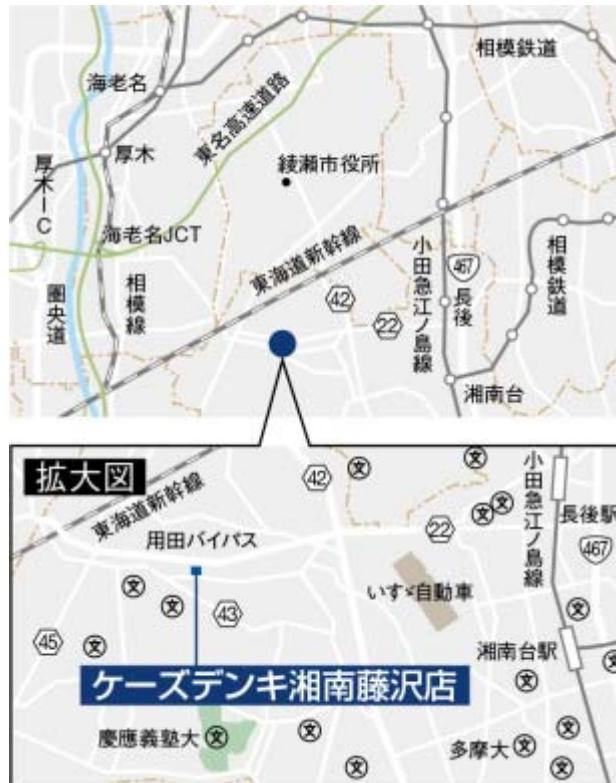 相模鉄道
海老名
東名高速道路
厚木
綾瀬市役所
厚木IC
海老名JCT
東海道新幹線
小田急江ノ島線
467
長後
相模鉄道
圏央道
相模線
42
22
湘南台
拡大図
東海道新幹線
42
文
文
小田急江ノ島線
文
文
22
長後駅
467
用田バイパス
いすゞ自動車
文
文
43
文
45
文
湘南台駅
文
ケーズデンキ湘南藤沢店
文
慶應義塾大
文
文
文
多摩大
文
文
文